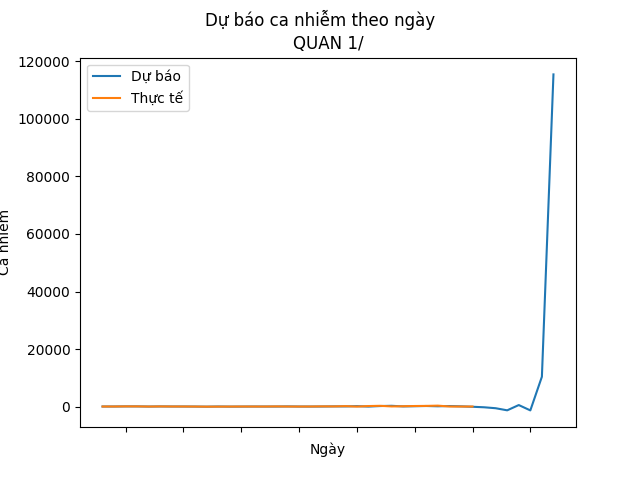 Dự báo ca nhiễm theo ngày
QUAN 1/
120000
100000
80000
60000
40000
20000
0
Ca nhiễm
Dự báo
Thực tế
Ngày